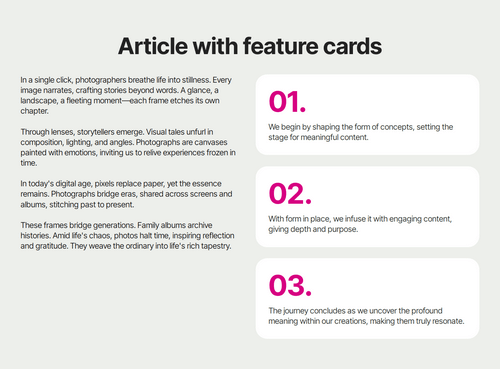 Article with feature cards
In a single click, photographers breathe life into stillness. Every
image narrates, crafting stories beyond words. A glance, a
landscape, a fleeting moment—each frame etches its own
chapter.
Through lenses, storytellers emerge. Visual tales unfurl in
composition, lighting, and angles. Photographs are canvases
painted with emotions, inviting us to relive experiences frozen in
time.
In today's digital age, pixels replace paper, yet the essence
remains. Photographs bridge eras, shared across screens and
albums, stitching past to present.
These frames bridge generations. Family albums archive
histories. Amid life's chaos, photos halt time, inspiring reflection
and gratitude. They weave the ordinary into life's rich tapestry.
01.
We begin by shaping the form of concepts, setting the
stage for meaningful content.
02.
With form in place, we infuse it with engaging content,
giving depth and purpose.
03.
The journey concludes as we uncover the profound
meaning within our creations, making them truly resonate.